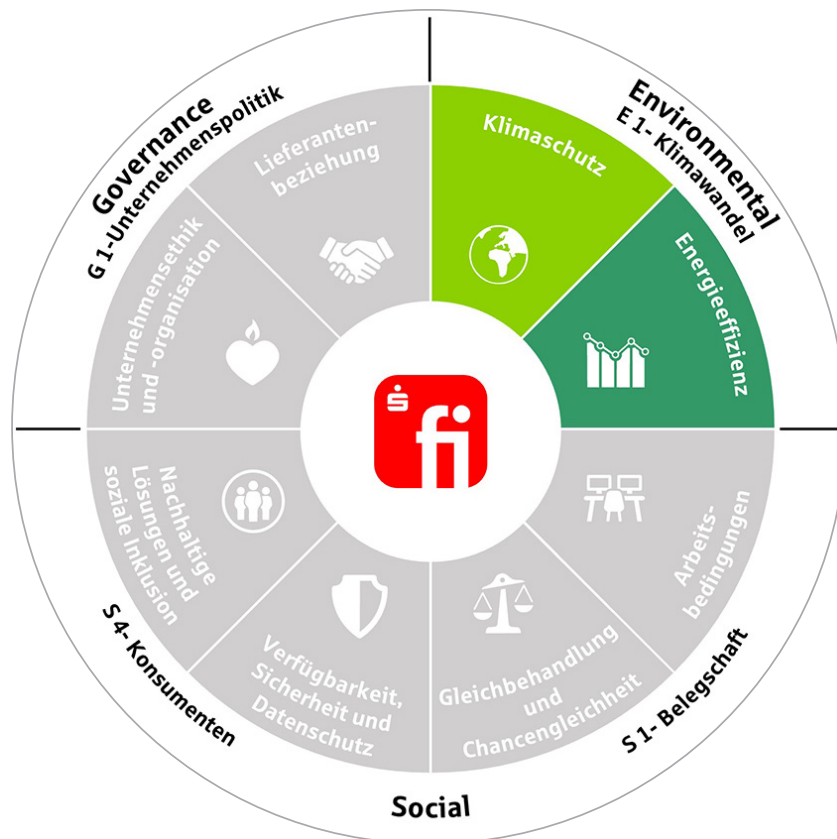 Governance
G 1-Unternehmenspolitik
Environmental
E 1- Klimawandel
Lieferanten-
beziehung
Klimaschutz
Unternehmensethik
und -organisation
Energieeffizienz
fi
Nachhaltige
Lösungen und
soziale Inklusion
Arbeits-
bedingungen
Verfügbarkeit,
Sicherheit und
Datenschutz
Gleichbehandlung
und
Chancengleichheit
S 4- Konsumenten
S 1- Belegschaft
Social